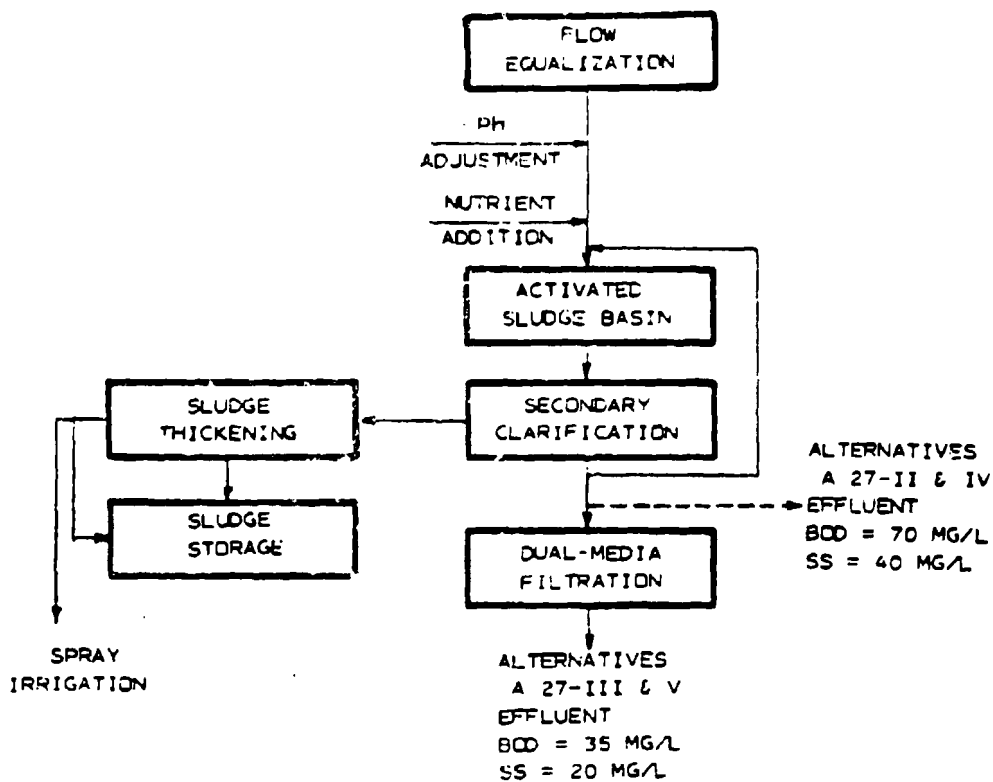 FLOW
EQUALIZATION
PH
ADJUSTMENT
NUTRIENT
ADDITION
ACTIVATED
SLUDGE BASIN
SLUDGE
THICKENING
SECONDARY
CLARIFICATION
ALTERNATIVES
A 27-II & IV
EFFLUENT
BOD = 70 MG/L
SS = 40 MG/L
SLUDGE
STORAGE
DUAL-MEDIA
FILTRATION
SPRAY
IRRIGATION
ALTERNATIVES
A 27-III & V
EFFLUENT
BOD = 35 MG/L
SS = 20 MG/L